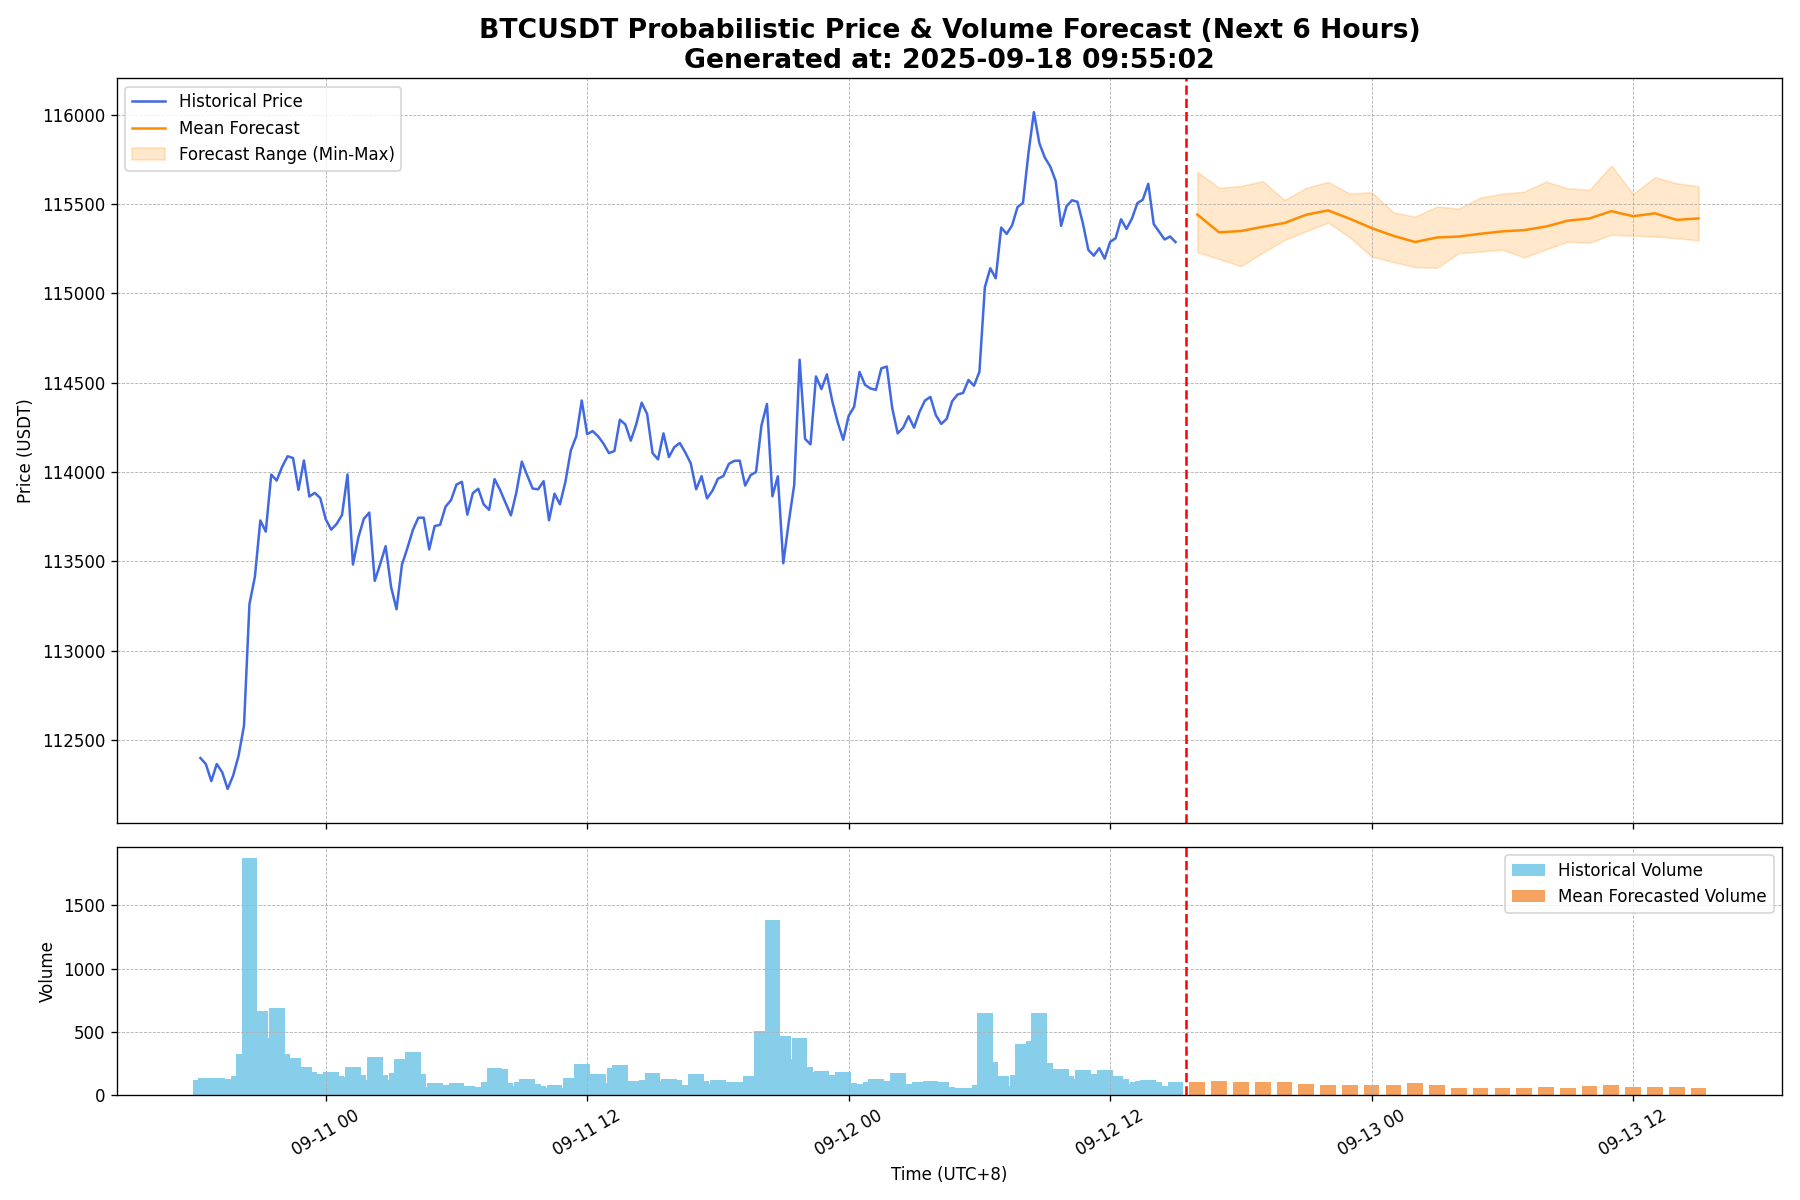 BTCUSDT Probabilistic Price & Volume Forecast (Next 6 Hours)
Generated at: 2025-09-18 09:55:02
Historical Price
Mean Forecast
Forecast Range (Min-Max)
Price (USDT)
116000
115500
115000
114500
114000
113500
113000
112500
Historical Volume
Mean Forecasted Volume
Volume
1500
1000
500
0
09-11 00
09-11 12
09-12 00
09-12 12
09-13 00
09-13 12
Time (UTC+8)